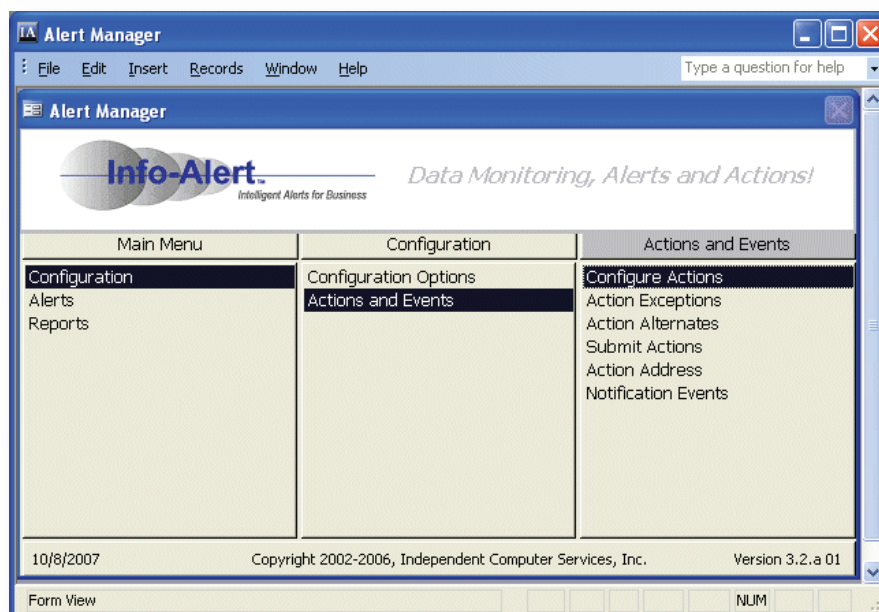 IA Alert Manager
File Edit Insert Records Window Help Type a question for help
Alert Manager
Info-Alert™
Intelligent Alerts for Business
Data Monitoring, Alerts and Actions!
Main Menu Configuration Actions and Events
Configuration Configuration Options Configure Actions
Alerts Actions and Events Action Exceptions
Reports Action Alternates
Submit Actions
Action Address
Notification Events
10/8/2007 Copyright 2002-2006, Independent Computer Services, Inc. Version 3.2.a 01
Form View NUM